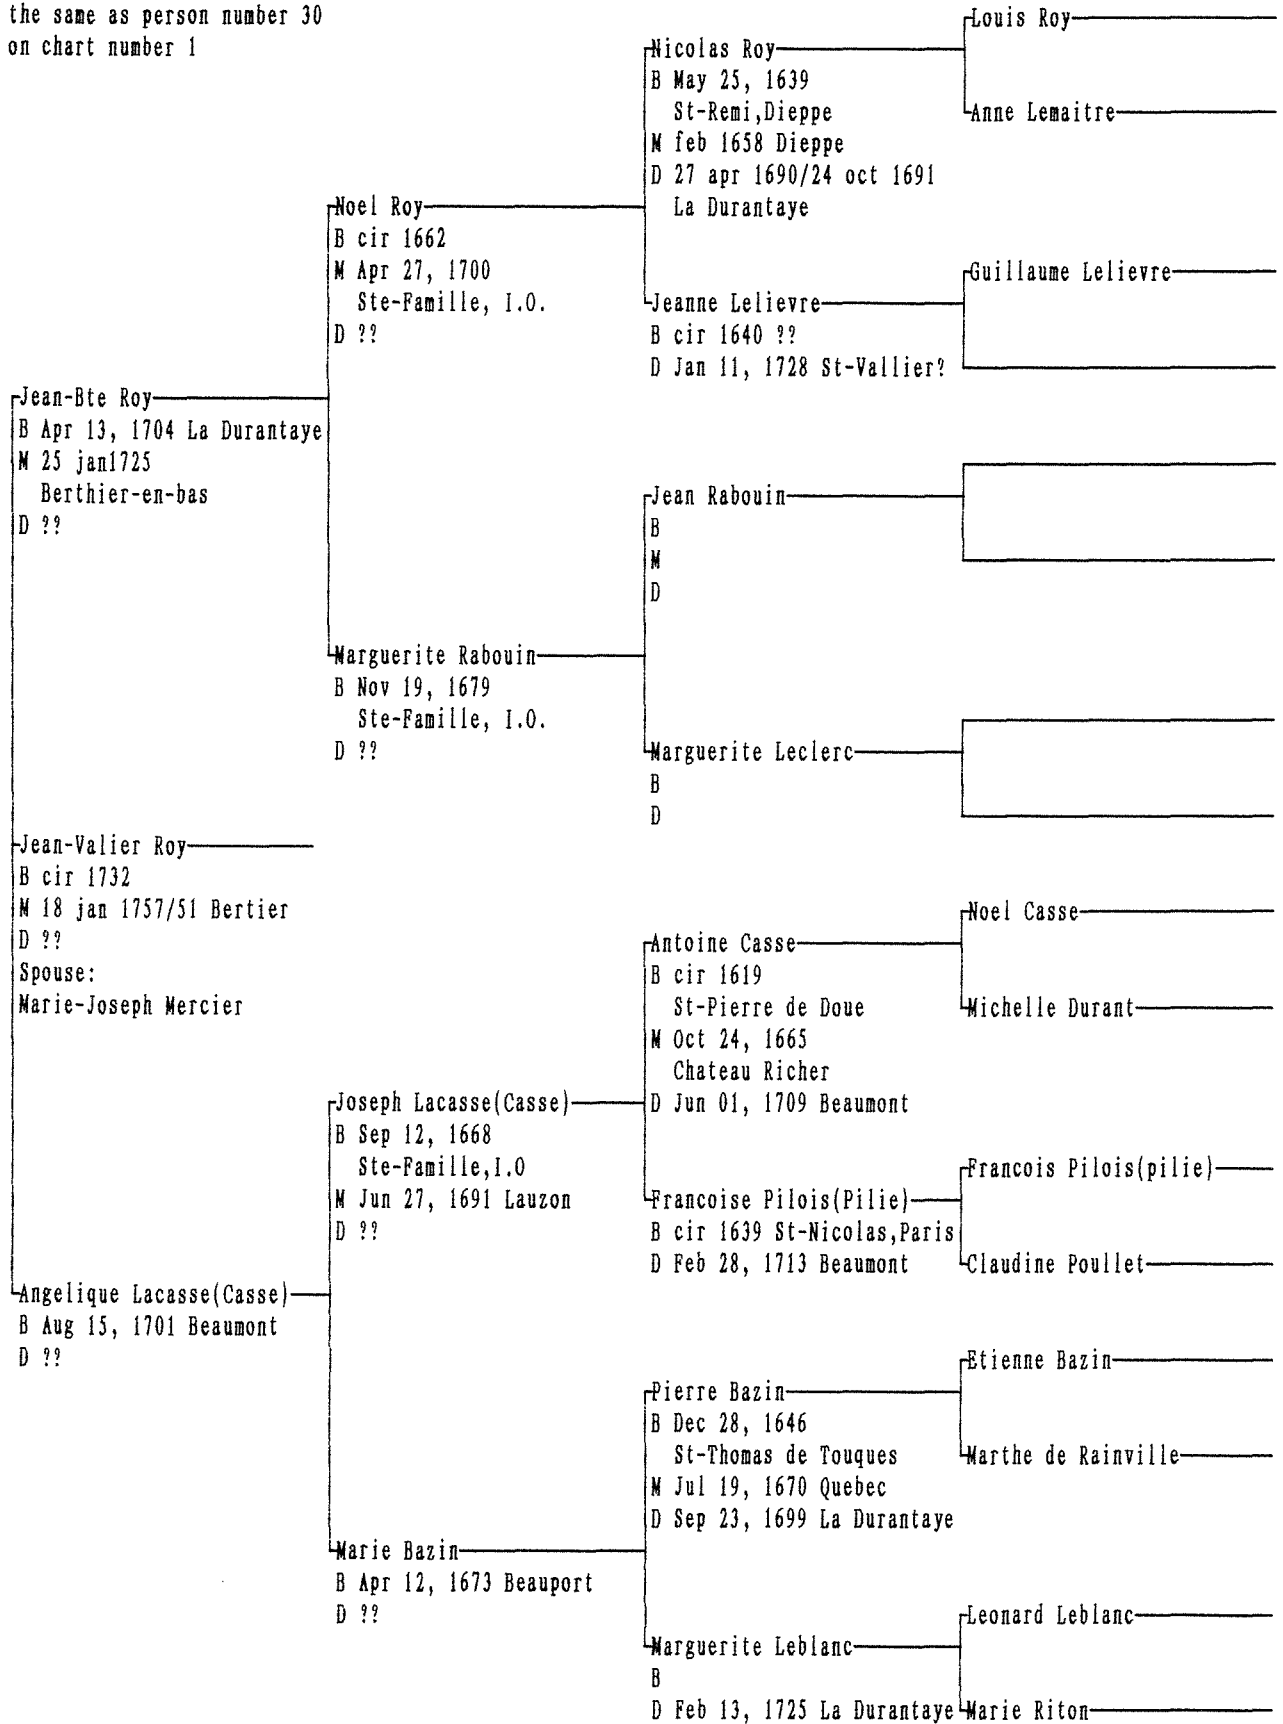 the same as person number 30
on chart number 1
Louis Roy
Nicolas Roy
B May 25, 1639
St-Remi,Dieppe
Anne Lemaitre
M feb 1658 Dieppe
D 27 apr 1690/24 oct 1691
La Durantaye
Noel Roy
B cir 1662
M Apr 27, 1700
Ste-Famille, I.O.
D ??
Guillaume Lelievre
Jeanne Lelievre
B cir 1640 ??
D Jan 11, 1728 St-Vallier?
Jean-Bte Roy
B Apr 13, 1704 La Durantaye
M 25 jan1725
Berthier-en-bas
D ??
Jean Rabouin
B
M
D
Marguerite Rabouin
B Nov 19, 1679
Ste-Famille, I.O.
D ??
Marguerite Leclerc
B
D
Jean-Valier Roy
B cir 1732
M 18 jan 1757/51 Bertier
D ??
Spouse:
Marie-Joseph Mercier
Noel Casse
Antoine Casse
B cir 1619
St-Pierre de Doue
Michelle Durant
M Oct 24, 1665
Chateau Richer
D Jun 01, 1709 Beaumont
Joseph Lacasse(Casse)
B Sep 12, 1668
Ste-Famille,I.O
M Jun 27, 1691 Lauzon
D ??
Francois Pilois(pilie)
Francoise Pilois(Pilie)
B cir 1639 St-Nicolas,Paris
D Feb 28, 1713 Beaumont
Claudine Poullet
Angelique Lacasse(Casse)
B Aug 15, 1701 Beaumont
D ??
Etienne Bazin
Pierre Bazin
B Dec 28, 1646
St-Thomas de Touques
Marthe de Rainville
M Jul 19, 1670 Quebec
D Sep 23, 1699 La Durantaye
Marie Bazin
B Apr 12, 1673 Beauport
D ??
Leonard Leblanc
Marguerite Leblanc
B
D Feb 13, 1725 La Durantaye
Marie Riton